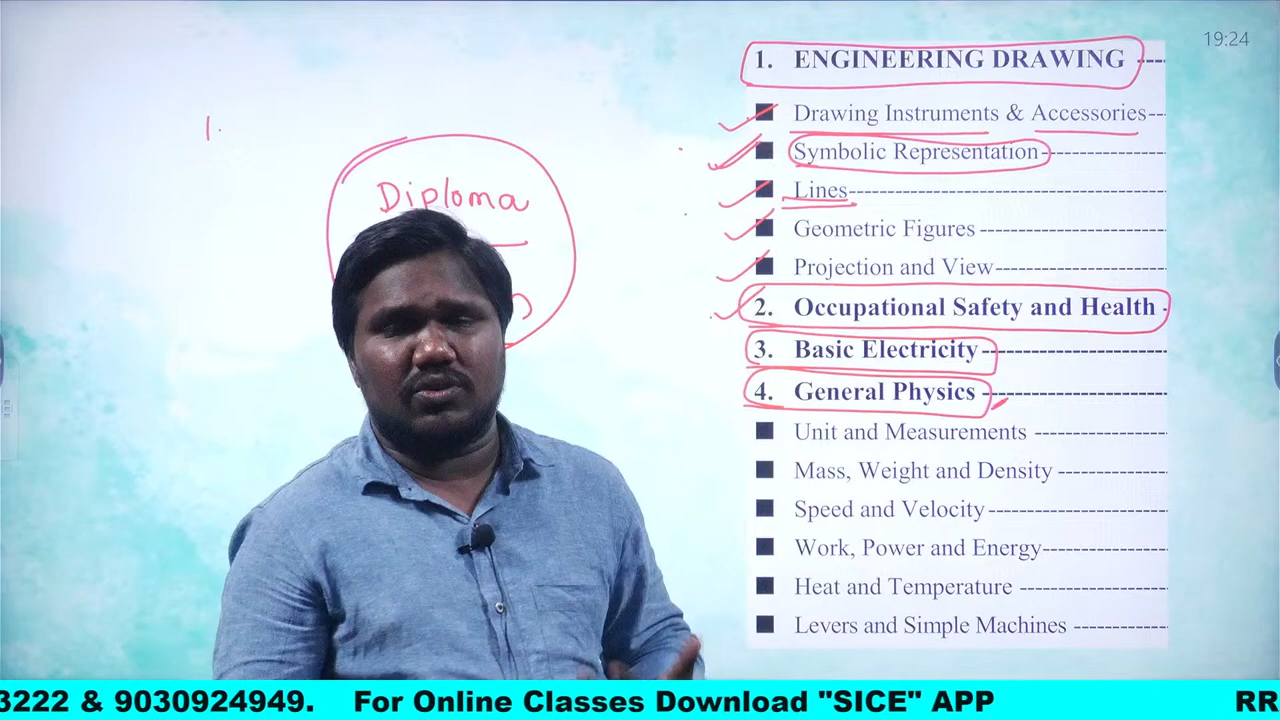 19:24
1.
Diploma
1. ENGINEERING DRAWING ----
■ Drawing Instruments & Accessories--
■ Symbolic Representation------------
■ Lines-----------------------------------
■ Geometric Figures --------------------
■ Projection and View------------------
2. Occupational Safety and Health -
3. Basic Electricity--------------------
4. General Physics---------------------
■ Unit and Measurements --------------
■ Mass, Weight and Density -----------
■ Speed and Velocity-------------------
■ Work, Power and Energy-------------
■ Heat and Temperature ----------------
■ Levers and Simple Machines ---------
3222 & 9030924949. For Online Classes Download "SICE" APP RR